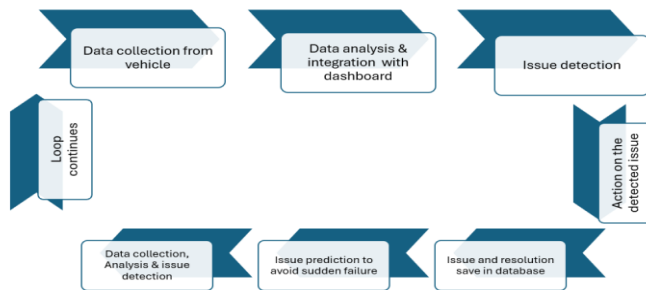 Data collection from
vehicle
Data analysis &
integration with
dashboard
Issue detection
Action on the
detected issue
Issue and resolution
save in database
Issue prediction to
avoid sudden failure
Data collection,
Analysis & issue
detection
Loop
continues